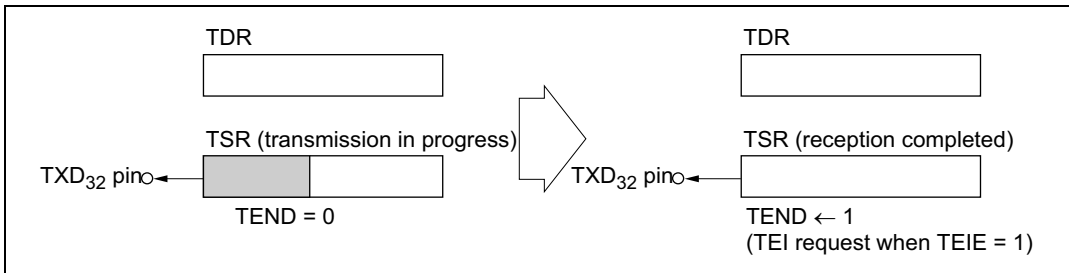 TDR
TSR (transmission in progress)
TXD32 pin
TEND = 0
TDR
TSR (reception completed)
TXD32 pin
TEND ← 1
(TEI request when TEIE = 1)